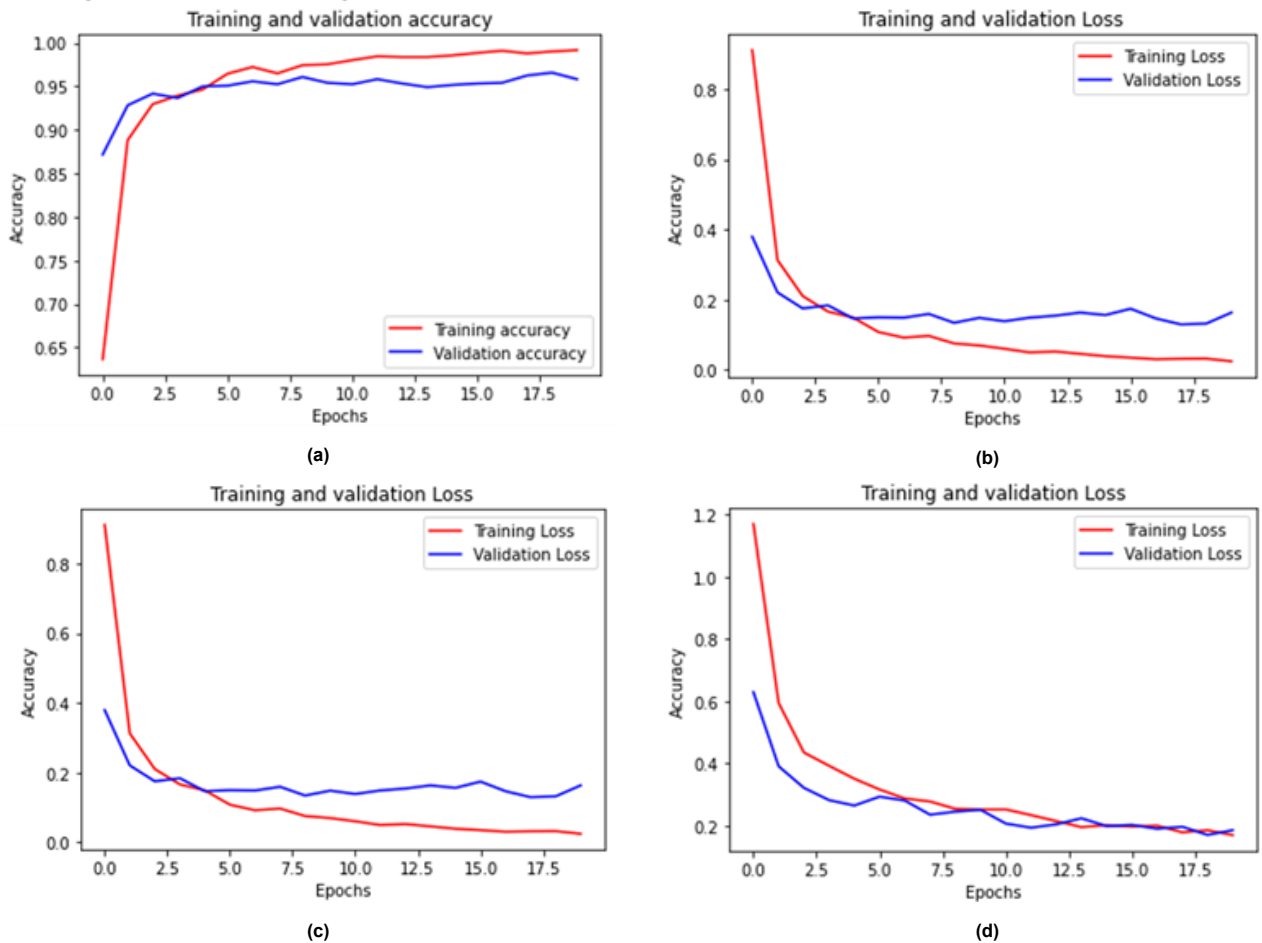 Training and validation accuracy
1.00
0.95
0.90
0.85
0.80
0.75
0.70
0.65
Accuracy
Training accuracy
Validation accuracy
0.0 2.5 5.0 7.5 10.0 12.5 15.0 17.5
Epochs
(a)
Training and validation Loss
0.8
0.6
0.4
0.2
0.0
Accuracy
Training Loss
Validation Loss
0.0 2.5 5.0 7.5 10.0 12.5 15.0 17.5
Epochs
(b)
Training and validation Loss
0.8
0.6
0.4
0.2
0.0
Accuracy
Training Loss
Validation Loss
0.0 2.5 5.0 7.5 10.0 12.5 15.0 17.5
Epochs
(c)
Training and validation Loss
1.2
1.0
0.8
0.6
0.4
0.2
Accuracy
Training Loss
Validation Loss
0.0 2.5 5.0 7.5 10.0 12.5 15.0 17.5
Epochs
(d)